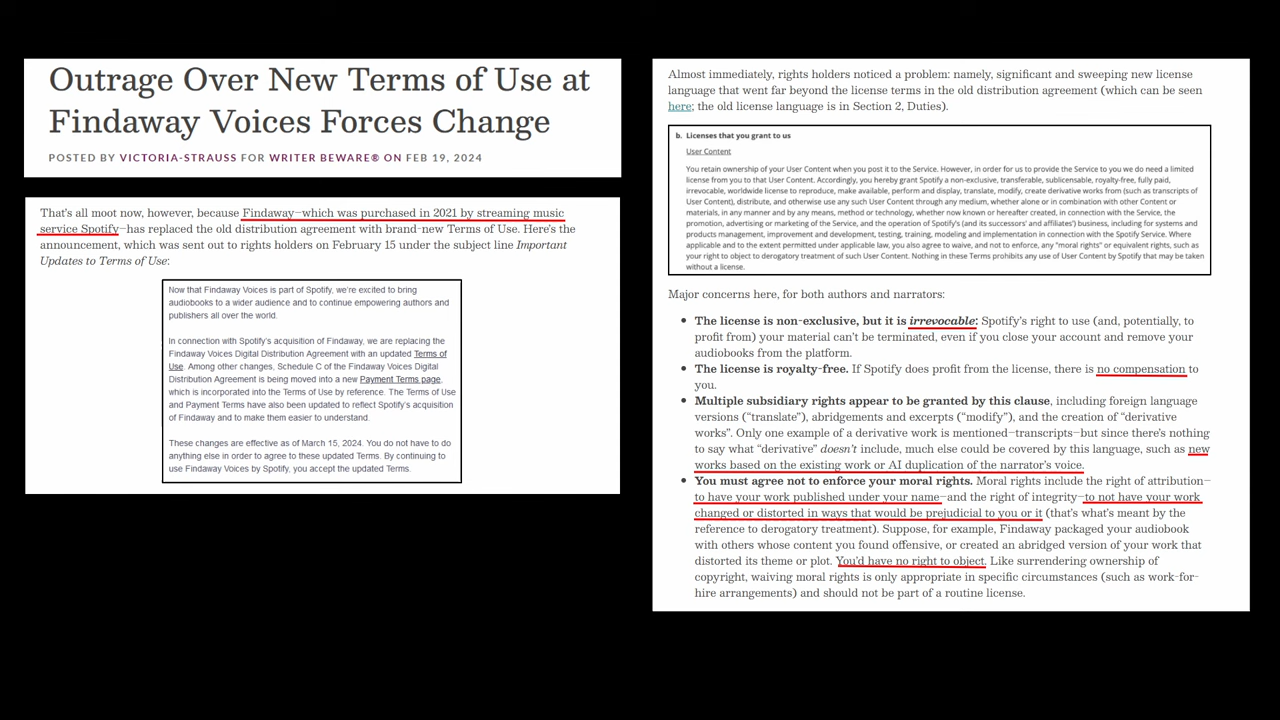 Outrage Over New Terms of Use at
Findaway Voices Forces Change
POSTED BY VICTORIA-STRAUSS FOR WRITER BEWARE® ON FEB 19, 2024
That's all moot now, however, because Findaway—which was purchased in 2021 by streaming music
service Spotify—has replaced the old distribution agreement with brand-new Terms of Use. Here's the
announcement, which was sent out to rights holders on February 15 under the subject line Important
Updates to Terms of Use:
Now that Findaway Voices is part of Spotify, we're excited to bring
audiobooks to a wider audience and to continue empowering authors and
publishers all over the world.
In connection with Spotify's acquisition of Findaway, we are replacing the
Findaway Voices Digital Distribution Agreement with an updated Terms of
Use. Among other changes, Schedule C of the Findaway Voices Digital
Distribution Agreement is being moved into a new Payment Terms page,
which is incorporated into the Terms of Use by reference. The Terms of Use
and Payment Terms have also been updated to reflect Spotify's acquisition
of Findaway and to make them easier to understand.
These changes are effective as of March 15, 2024. You do not have to do
anything else in order to agree to these updated Terms. By continuing to
use Findaway Voices by Spotify, you accept the updated Terms.
Almost immediately, rights holders noticed a problem: namely, significant and sweeping new license
language that went far beyond the license terms in the old distribution agreement (which can be seen
here; the old license language is in Section 2, Duties).
b. Licenses that you grant to us
User Content
You retain ownership of your User Content when you post it to the Service. However, in order for us to provide the Service to you we do need a limited
license from you to that User Content. Accordingly, you hereby grant Spotify a non-exclusive, transferable, sublicensable, royalty-free, fully paid,
irrevocable, worldwide license to reproduce, make available, perform and display, translate, modify, create derivative works from (such as transcripts of
User Content), distribute, and otherwise use any such User Content through any medium, whether alone or in combination with other Content or
materials, in any manner and by any means, method or technology, whether now known or hereafter created, in connection with the Service, the
promotion, advertising or marketing of the Service, and the operation of Spotify's (and its successors' and affiliates') business, including for systems and
products management, improvement and development, testing, training, modeling and implementation in connection with the Spotify Service. Where
applicable and to the extent permitted under applicable law, you also agree to waive, and not to enforce, any "moral rights" or equivalent rights, such as
your right to object to derogatory treatment of such User Content. Nothing in these Terms prohibits any use of User Content by Spotify that may be taken
without a license.
Major concerns here, for both authors and narrators:
• The license is non-exclusive, but it is irrevocable: Spotify's right to use (and, potentially, to
profit from) your material can't be terminated, even if you close your account and remove your
audiobooks from the platform.
• The license is royalty-free. If Spotify does profit from the license, there is no compensation to
you.
• Multiple subsidiary rights appear to be granted by this clause, including foreign language
versions ("translate"), abridgements and excerpts ("modify"), and the creation of "derivative
works". Only one example of a derivative work is mentioned—transcripts—but since there's nothing
to say what "derivative" doesn't include, much else could be covered by this language, such as new
works based on the existing work or AI duplication of the narrator's voice.
• You must agree not to enforce your moral rights. Moral rights include the right of attribution—
to have your work published under your name—and the right of integrity—to not have your work
changed or distorted in ways that would be prejudicial to you or it (that's what's meant by the
reference to derogatory treatment). Suppose, for example, Findaway packaged your audiobook
with others whose content you found offensive, or created an abridged version of your work that
distorted its theme or plot. You'd have no right to object. Like surrendering ownership of
copyright, waiving moral rights is only appropriate in specific circumstances (such as work-for-
hire arrangements) and should not be part of a routine license.